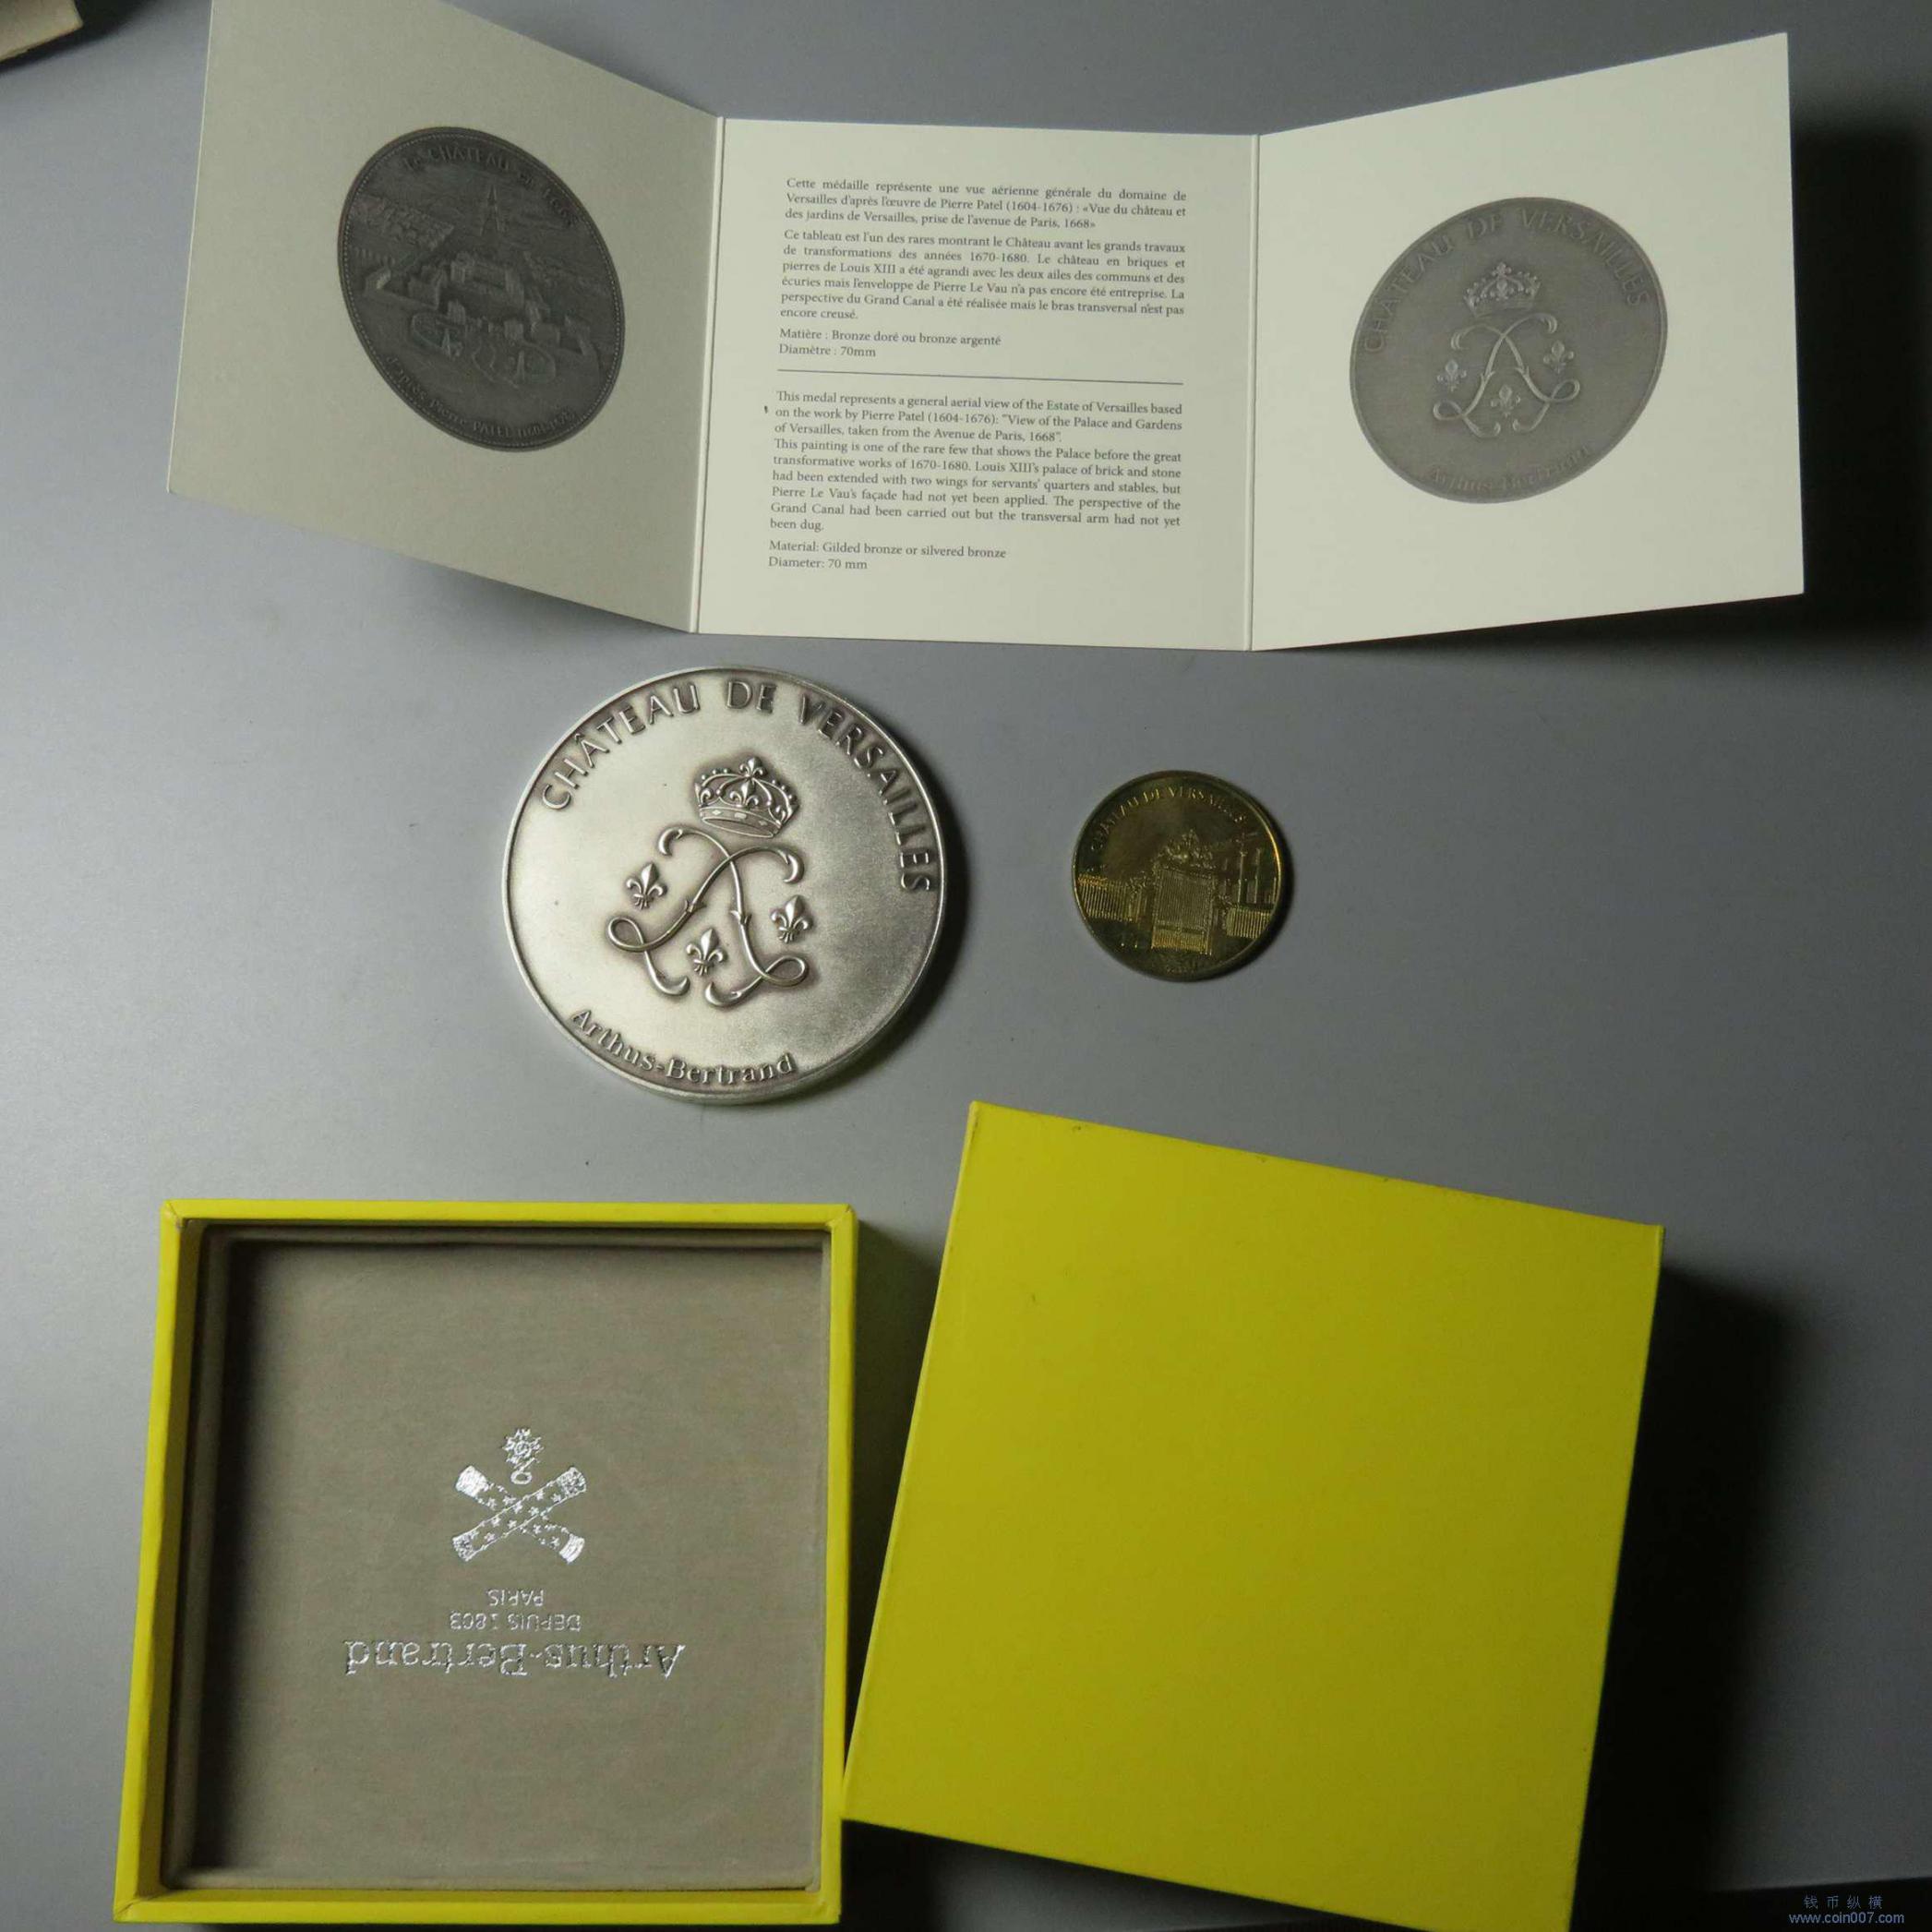 LE CHÂTEAU EN 1668
Cette médaille représente une vue aérienne générale du domaine de
Versailles d'après l'œuvre de Pierre Patel (1604-1676) : «Vue du château et
des jardins de Versailles, prise de l'avenue de Paris, 1668»
Ce tableau est l'un des rares montrant le Château avant les grands travaux
de transformations des années 1670-1680. Le château en briques et
pierres de Louis XIII a été agrandi avec les deux ailes des communs et des
écuries mais l'enveloppe de Pierre Le Vau n'a pas encore été entreprise. La
perspective du Grand Canal a été réalisée mais le bras transversal n'est pas
encore creusé.
Matière : Bronze doré ou bronze argenté
Diamètre : 70mm
This medal represents a general aerial view of the Estate of Versailles based
on the work by Pierre Patel (1604-1676): "View of the Palace and Gardens
of Versailles, taken from the Avenue de Paris, 1668".
This painting is one of the rare few that shows the Palace before the great
transformative works of 1670-1680. Louis XIII's palace of brick and stone
had been extended with two wings for servants' quarters and stables, but
Pierre Le Vau's façade had not yet been applied. The perspective of the
Grand Canal had been carried out but the transversal arm had not yet
been dug.
Material: Gilded bronze or silvered bronze
Diameter: 70 mm
CHATEAU DE VERSAILLES
Arthus-Bertrand
CHÂTEAU DE VERSAILLES
Arthus-Bertrand
CHÂTEAU DE VERSAILLES
Arthus-Bertrand
DEPUIS 1803
PARIS
钱币纵横
www.coin007.com